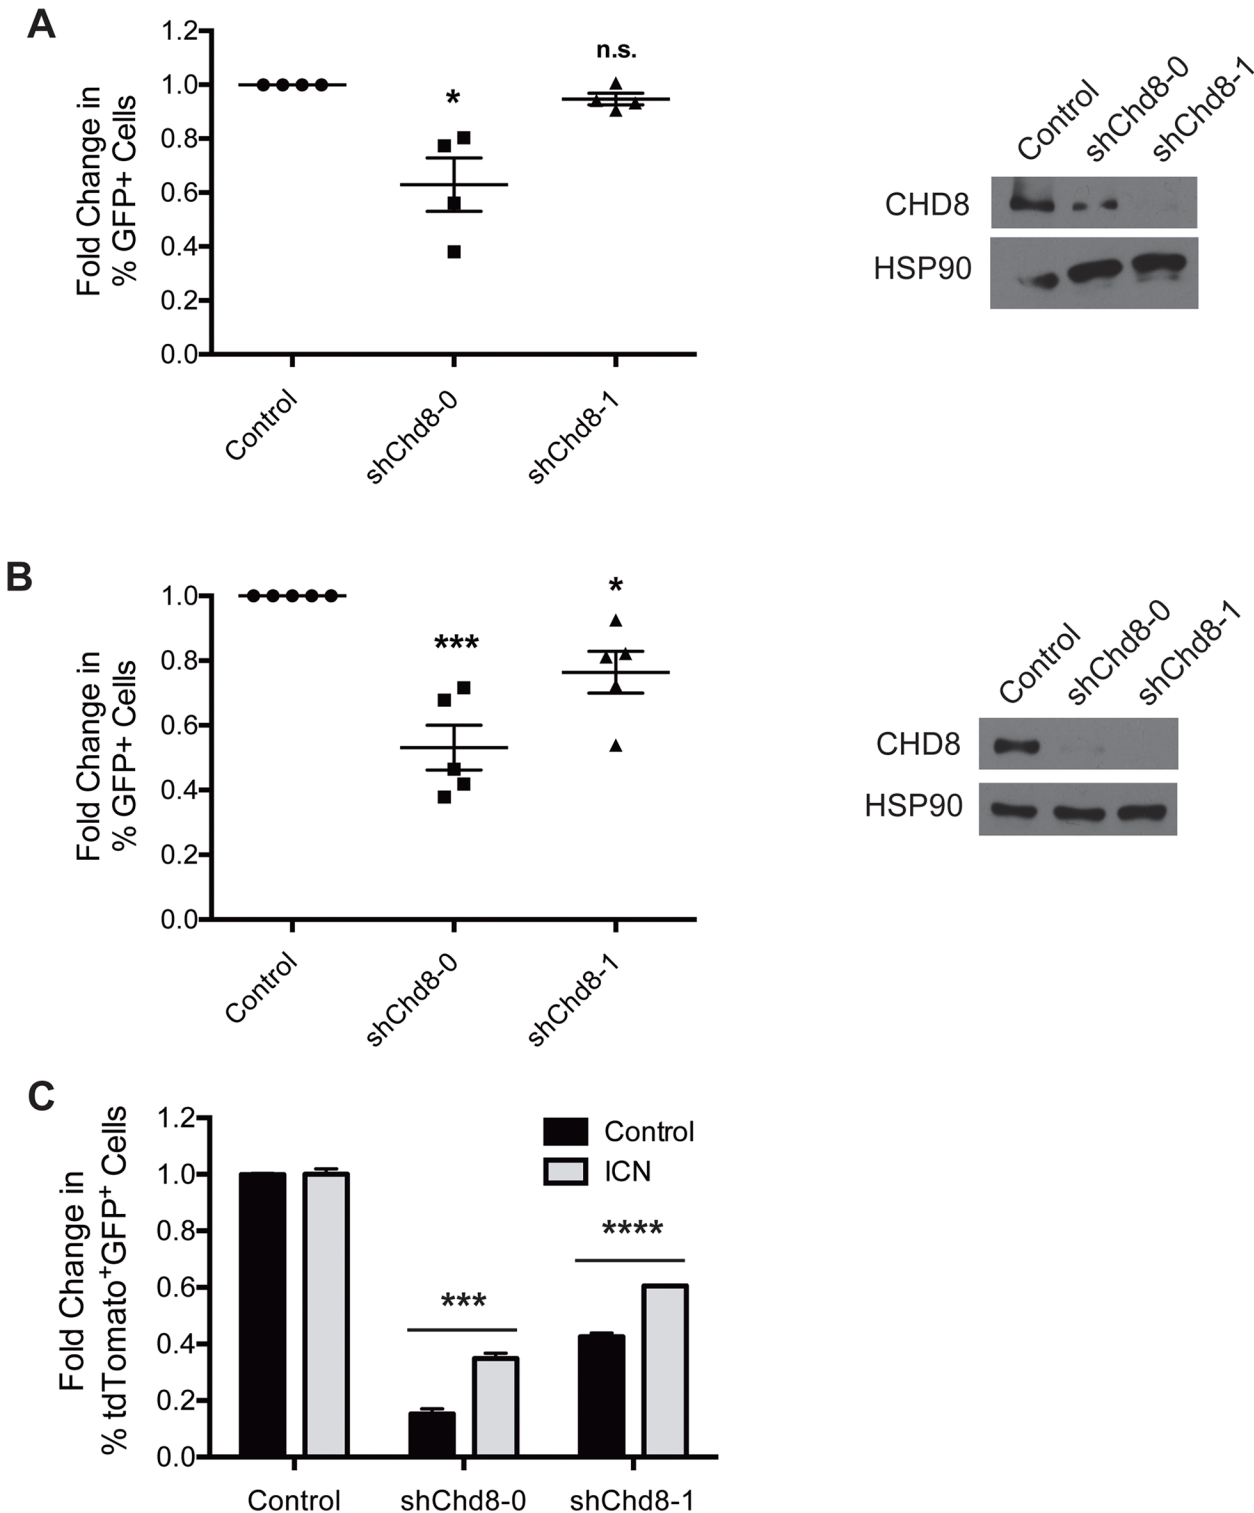 A
1.2
1.0
0.8
0.6
0.4
0.2
0.0
Fold Change in
% GFP+ Cells
*
n.s.
Control
shChd8-0
shChd8-1
Control
shChd8-0
shChd8-1
CHD8
HSP90
B
1.0
0.8
0.6
0.4
0.2
0.0
Fold Change in
% GFP+ Cells
***
*
Control
shChd8-0
shChd8-1
Control
shChd8-0
shChd8-1
CHD8
HSP90
C
1.2
1.0
0.8
0.6
0.4
0.2
0.0
Fold Change in
% tdTomato⁺GFP⁺ Cells
Control
ICN
***
****
Control
shChd8-0
shChd8-1